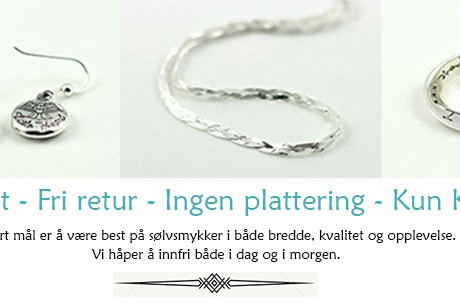 t - Fri retur - Ingen plattering - Kun K
rt mål er å være best på sølvsmykker i både bredde, kvalitet og opplevelse.
Vi håper å innfri både i dag og i morgen.